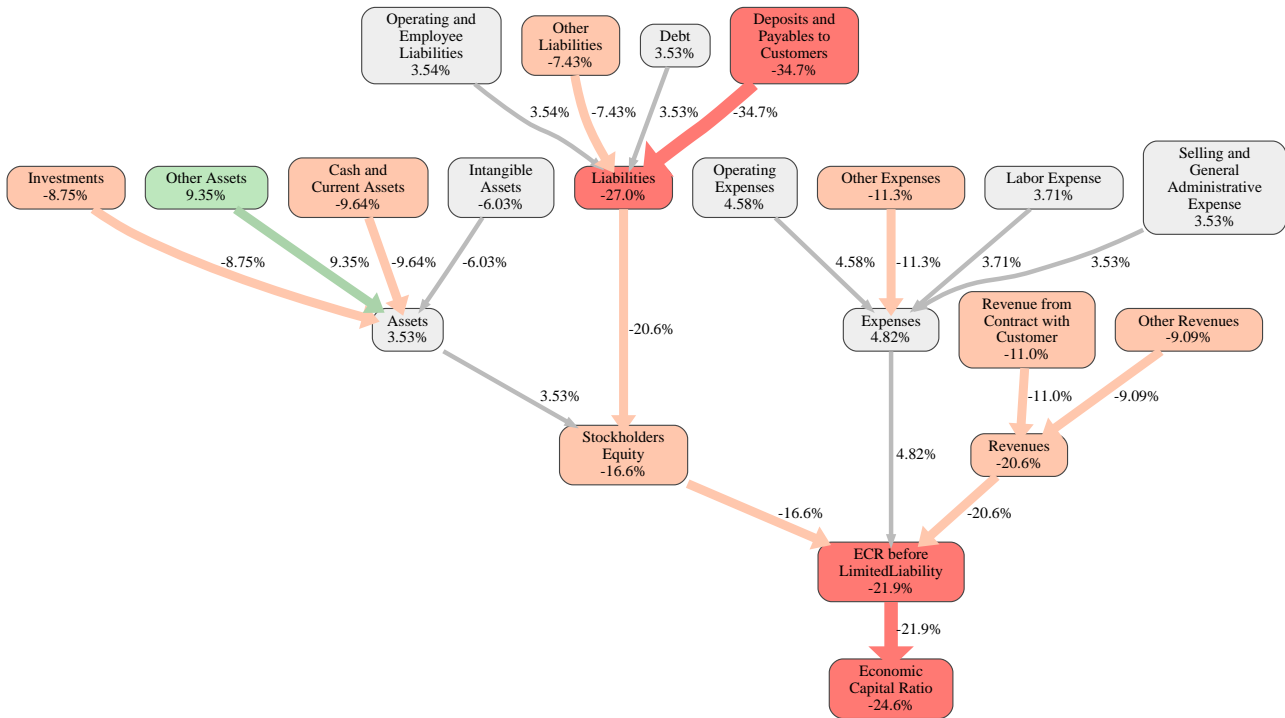 Operating and
Employee
Liabilities
3.54%
Other
Liabilities
-7.43%
Debt
3.53%
Deposits and
Payables to
Customers
-34.7%
3.54%
-7.43%
3.53%
-34.7%
Investments
-8.75%
Other Assets
9.35%
Cash and
Current Assets
-9.64%
Intangible
Assets
-6.03%
Liabilities
-27.0%
Operating
Expenses
4.58%
Other Expenses
-11.3%
Labor Expense
3.71%
Selling and
General
Administrative
Expense
3.53%
-8.75%
9.35%
-9.64%
-6.03%
4.58%
-11.3%
3.71%
3.53%
Assets
3.53%
-20.6%
Expenses
4.82%
Revenue from
Contract with
Customer
-11.0%
Other Revenues
-9.09%
3.53%
-11.0%
-9.09%
Stockholders
Equity
-16.6%
4.82%
Revenues
-20.6%
-16.6%
-20.6%
ECR before
LimitedLiability
-21.9%
-21.9%
Economic
Capital Ratio
-24.6%